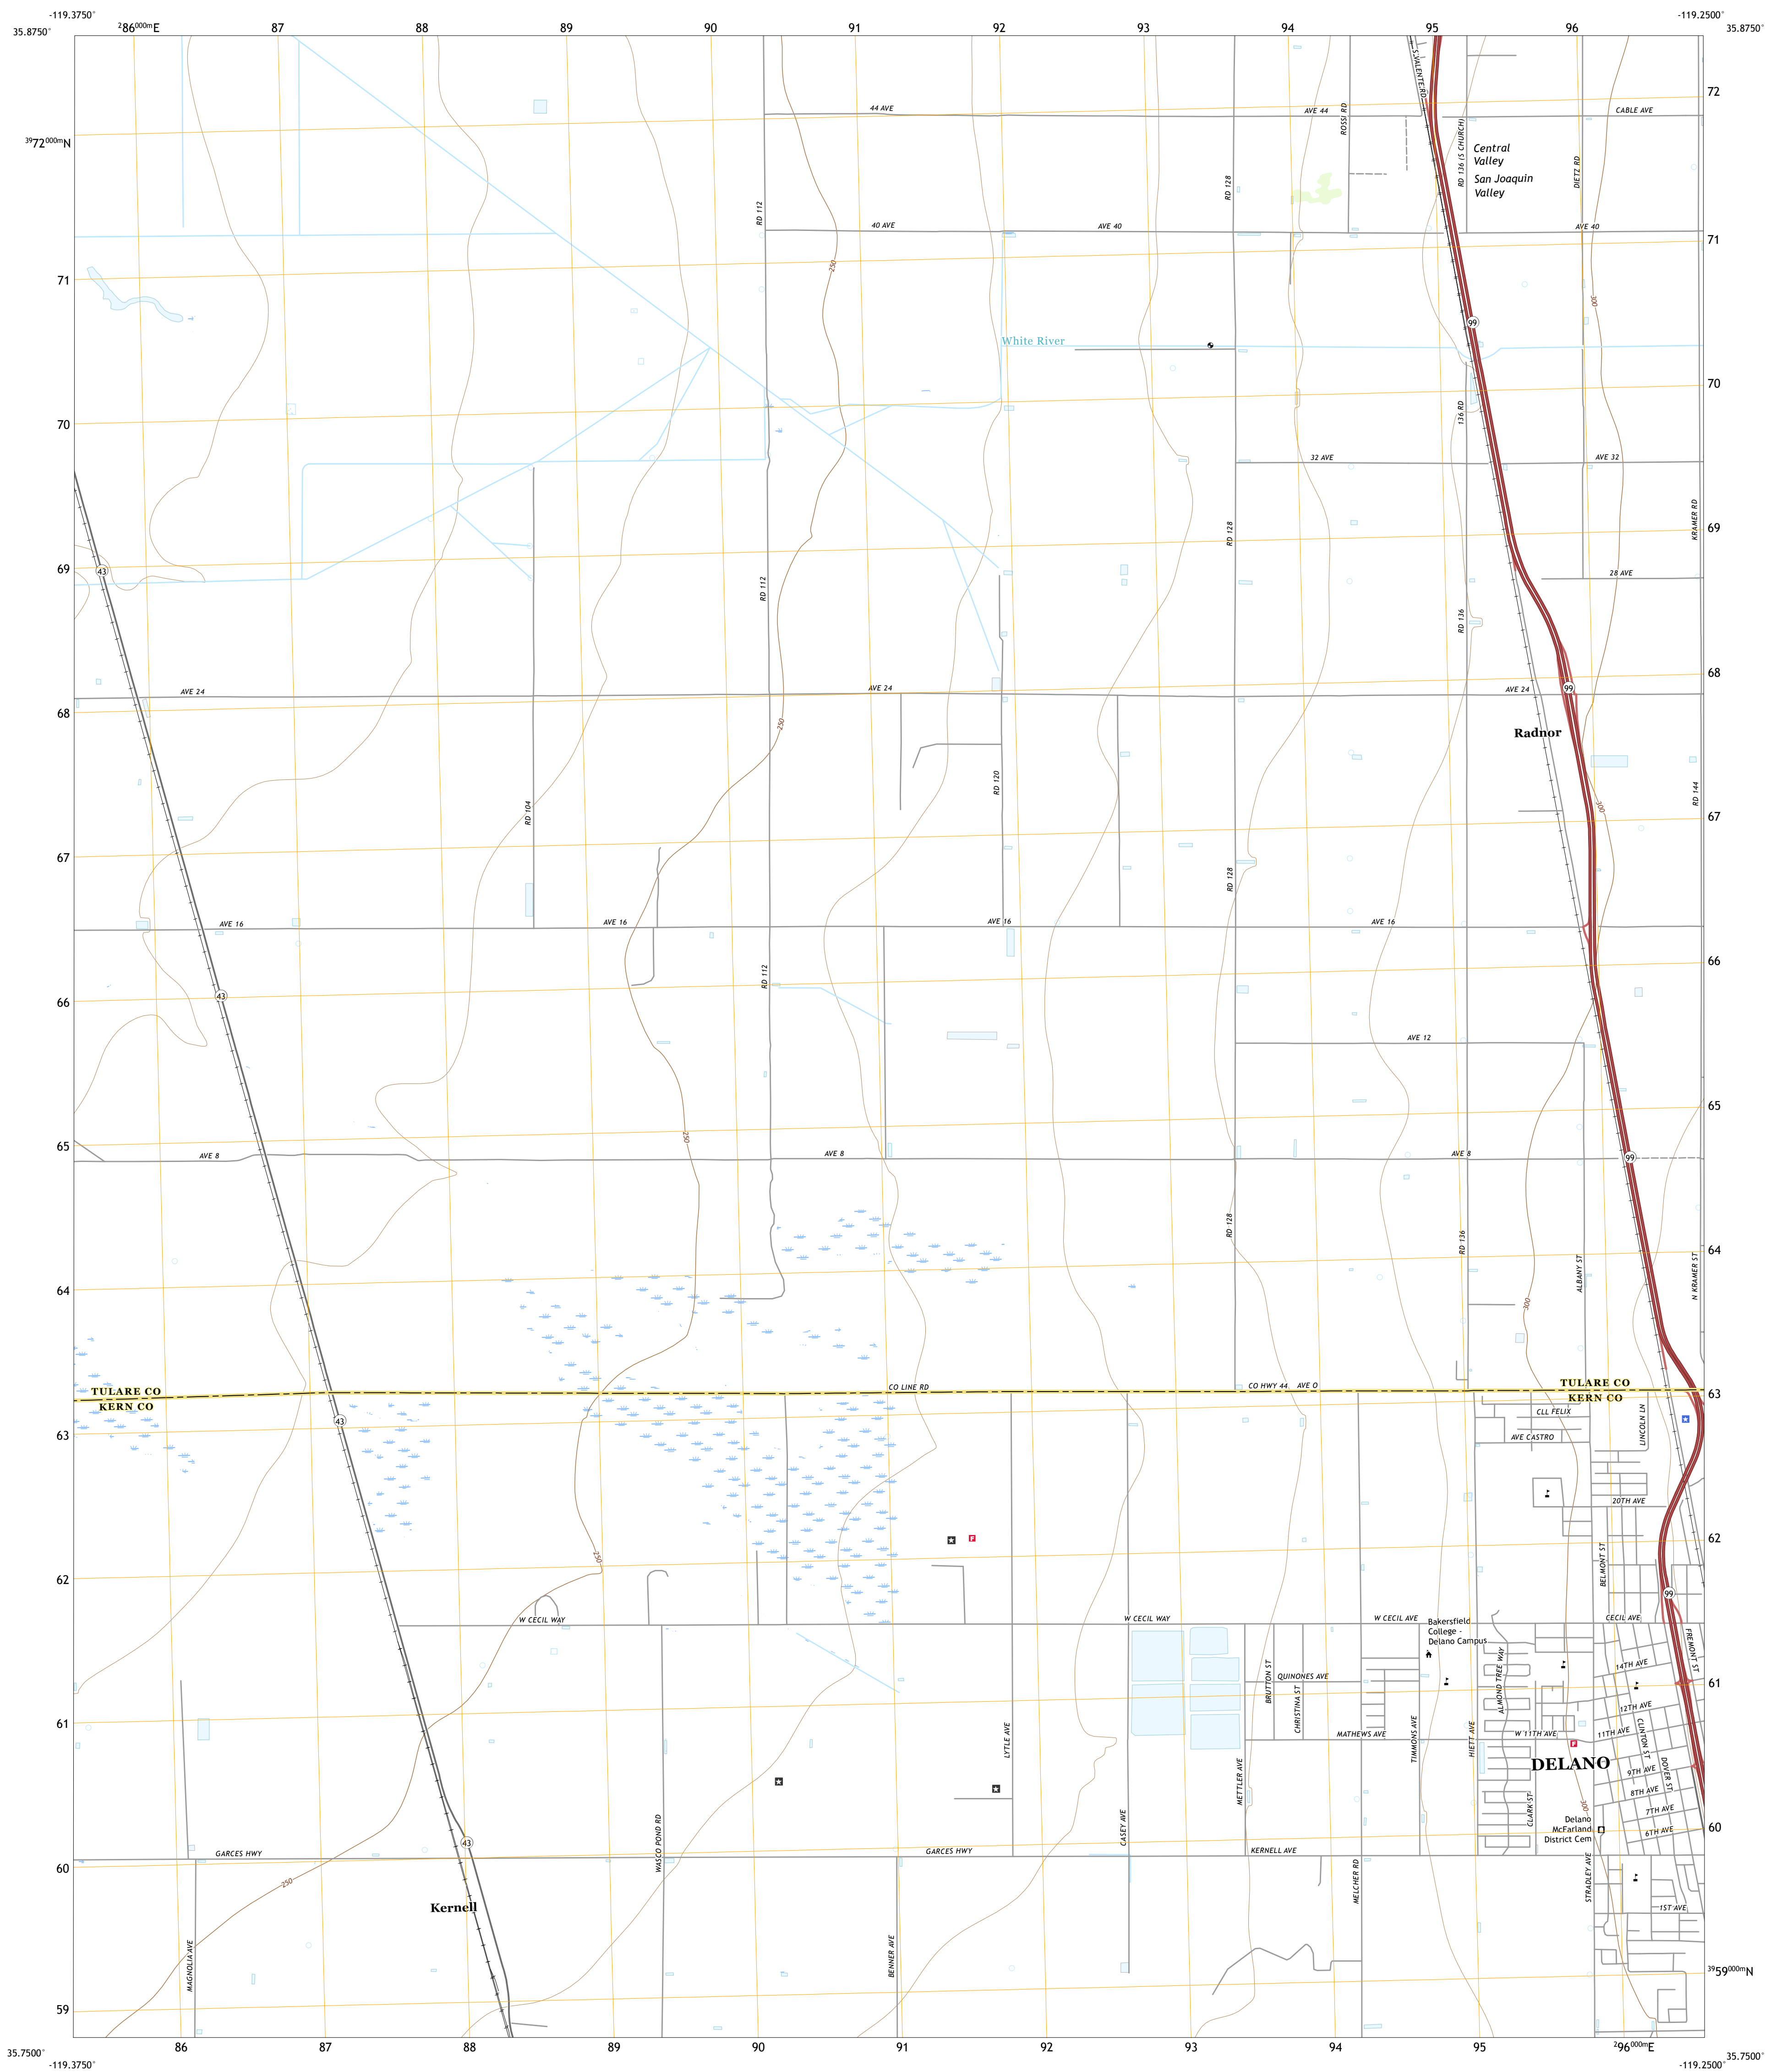 -119.3750°
-119.2500°
35.8750°
286000mE 87 88 89 90 91 92 93 94 95 96
35.8750°
S VALENTE RD
72
44 AVE
AVE 44
CABLE AVE
ROSSI RD
3972000mN
RD 136 (S CHURCH)
Central
Valley
San Joaquin
Valley
DIETZ RD
RD 128
RD 112
40 AVE
AVE 40
AVE 40
71
71
250
300
99
White River
70
70
136 RD
32 AVE
AVE 32
KRAMER RD
RD 128
69
69
43
28 AVE
RD 112
RD 136
68
AVE 24
AVE 24
AVE 24
99
68
250
Radnor
RD 120
RD 144
RD 104
300
67
67
RD 128
AVE 16
AVE 16
AVE 16
AVE 16
66
RD 112
43
66
AVE 12
65
250
65
AVE 8
AVE 8
AVE 8
99
RD 128
RD 136
64
ALBANY ST
N KRAMER ST
64
300
TULARE CO
KERN CO
CO LINE RD
CO HWY 44
AVE O
TULARE CO
KERN CO
63
43
CLL FELIX
LINCOLN LN
63
AVE CASTRO
20TH AVE
62
250
BELMONT ST
62
99
W CECIL WAY
W CECIL WAY
W CECIL AVE
CECIL AVE
Bakersfield
College -
Delano Campus
FREMONT ST
14TH AVE
BRUTTON ST
QUINONES AVE
ALMOND TREE WAY
61
CHRISTINA ST
12TH AVE
61
LYTLE AVE
MATHEWS AVE
TIMMONS AVE
HIETT AVE
W 11TH AVE
11TH AVE
CLINTON ST
DELANO
DOVER ST
9TH AVE
METTLER AVE
8TH AVE
300
CLARK ST
7TH AVE
Delano
McFarland
District Cem
6TH AVE
60
43
WASCO POND RD
CASEY AVE
GARCES HWY
GARCES HWY
KERNELL AVE
60
250
MELCHER RD
STRADLEY AVE
Kernell
1ST AVE
MAGNOLIA AVE
BENNER AVE
3959000mN
59
86 87 88 89 90 91 92 93 94 95 96000mE
35.7500°
35.7500°
-119.3750°
-119.2500°